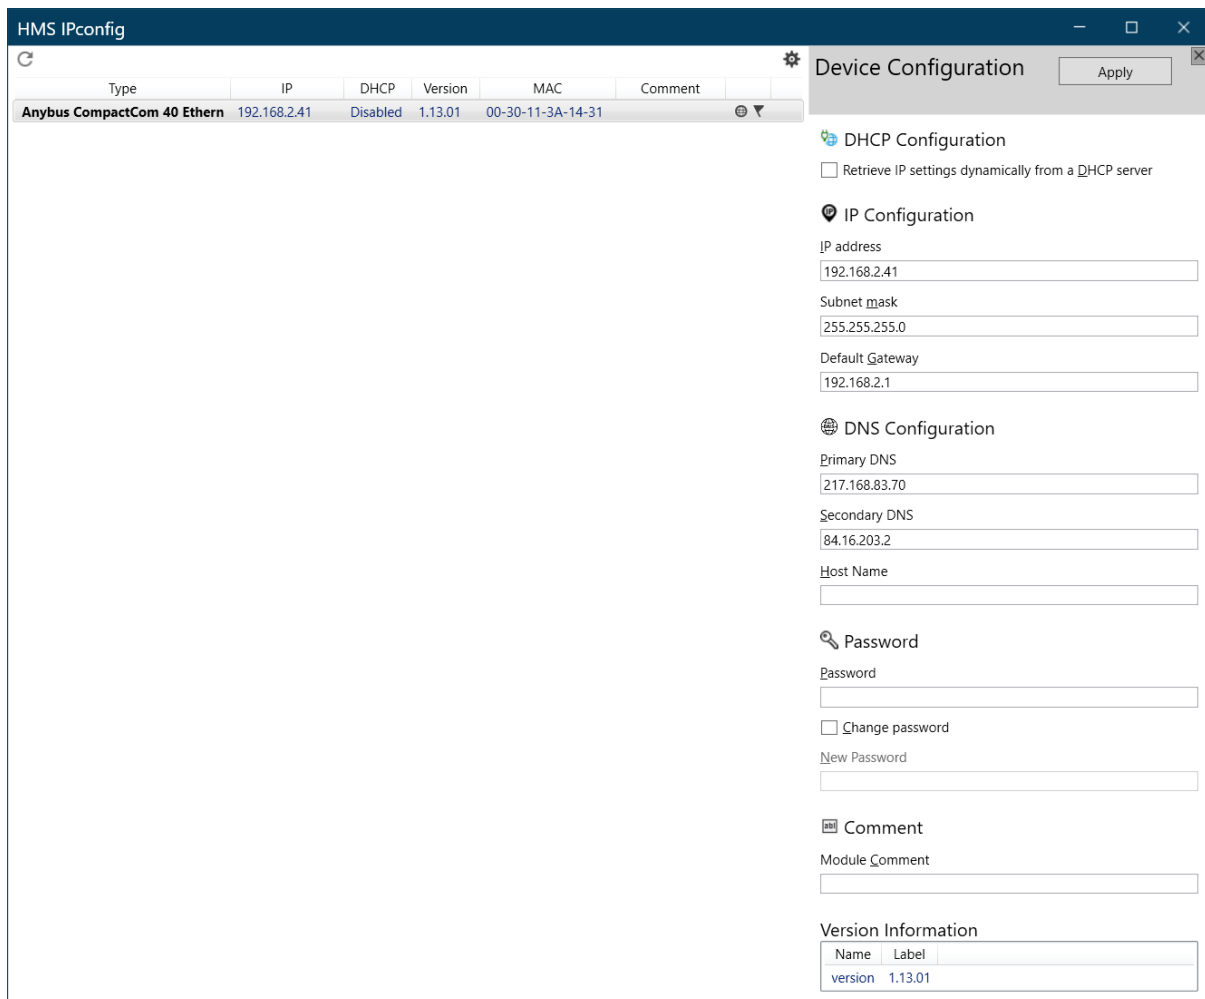 HMS IPconfig
Type IP DHCP Version MAC Comment
Anybus CompactCom 40 Ethern 192.168.2.41 Disabled 1.13.01 00-30-11-3A-14-31
Device Configuration
Apply
DHCP Configuration
Retrieve IP settings dynamically from a DHCP server
IP
IP Configuration
IP address
192.168.2.41
Subnet mask
255.255.255.0
Default Gateway
192.168.2.1
DNS Configuration
Primary DNS
217.168.83.70
Secondary DNS
84.16.203.2
Host Name
Password
Password
Change password
New Password
abl
Comment
Module Comment
Version Information
Name Label
version 1.13.01